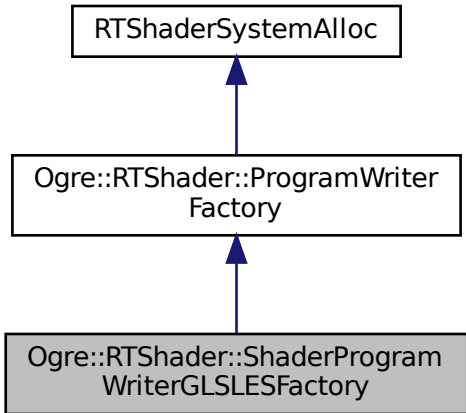 RTShaderSystemAlloc
Ogre::RTShader::ProgramWriter
Factory
Ogre::RTShader::ShaderProgram
WriterGLSLESFactory